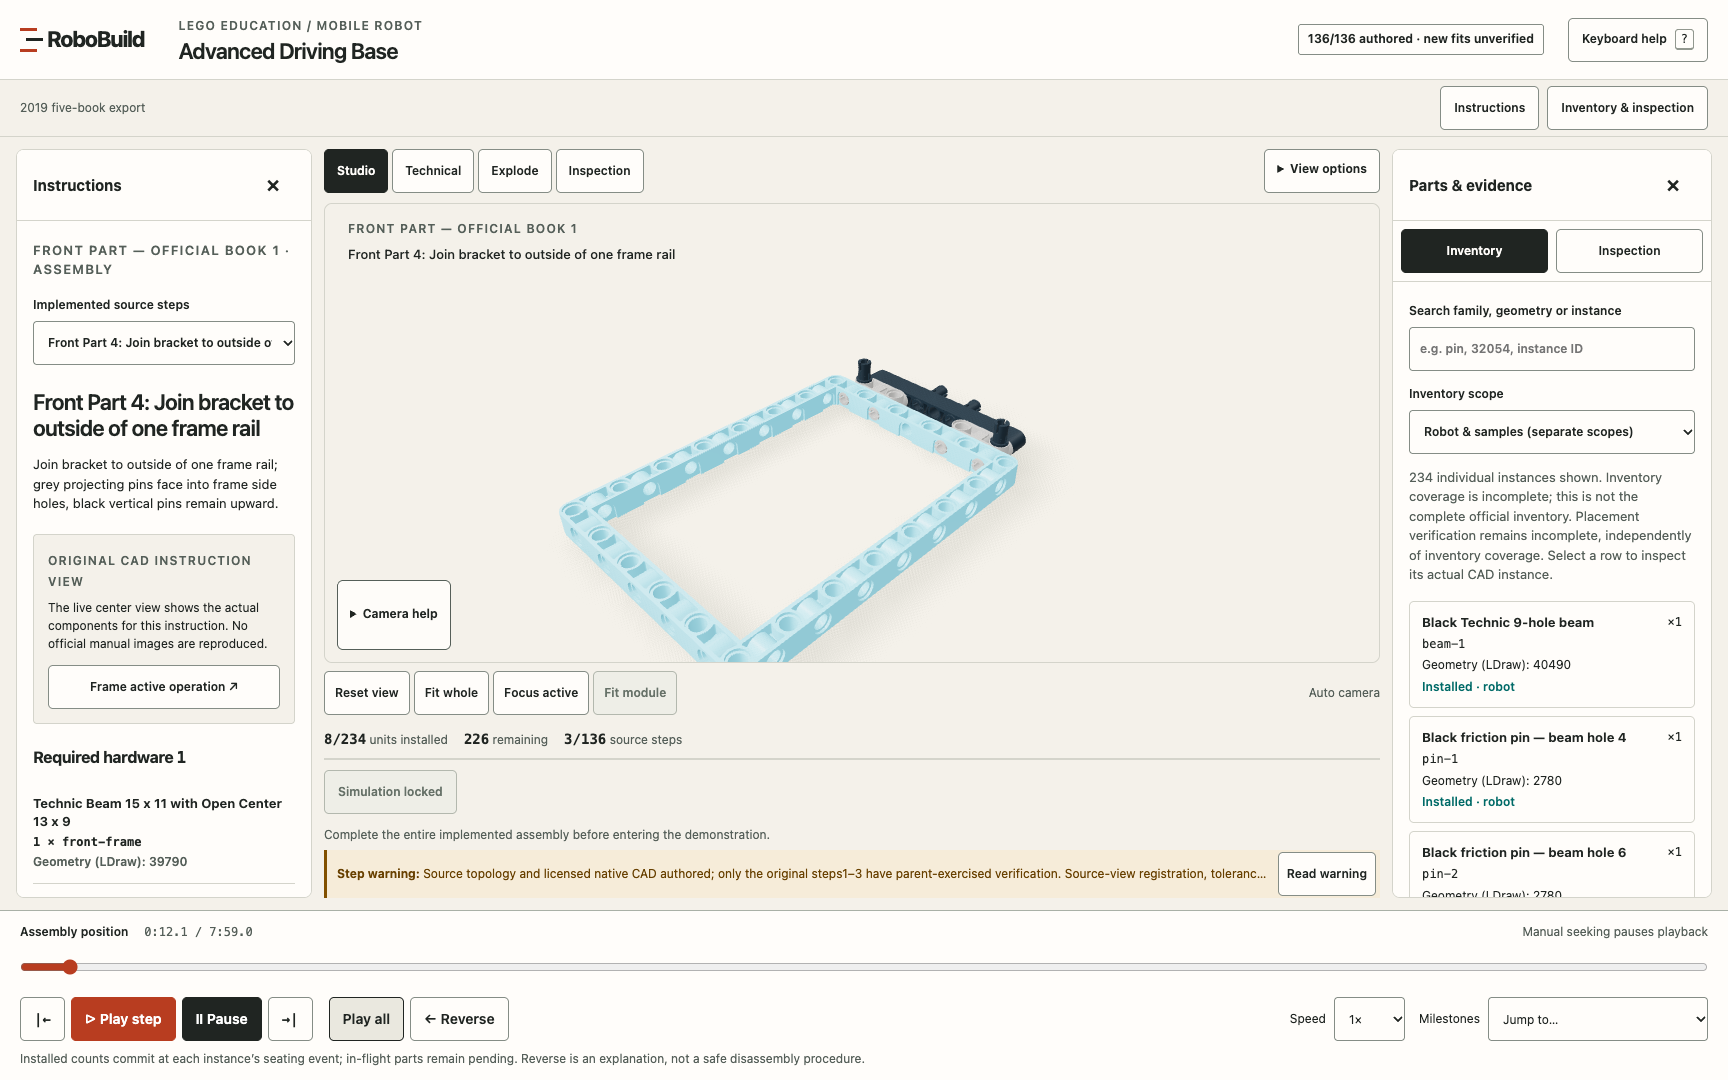 RoboBuild
LEGO EDUCATION / MOBILE ROBOT
Advanced Driving Base
136/136 authored · new fits unverified
Keyboard help ?
2019 five-book export
Instructions
Inventory & inspection
Instructions
×
FRONT PART — OFFICIAL BOOK 1 ·
ASSEMBLY
Implemented source steps
Front Part 4: Join bracket to outside o
Front Part 4: Join bracket to
outside of one frame rail
Join bracket to outside of one frame rail;
grey projecting pins face into frame side
holes, black vertical pins remain upward.
ORIGINAL CAD INSTRUCTION
VIEW
The live center view shows the actual
components for this instruction. No
official manual images are reproduced.
Frame active operation ↗
Required hardware 1
Technic Beam 15 x 11 with Open Center
13 x 9
1 × front-frame
Geometry (LDraw): 39790
Studio
Technical
Explode
Inspection
▶ View options
FRONT PART — OFFICIAL BOOK 1
Front Part 4: Join bracket to outside of one frame rail
▶ Camera help
Reset view
Fit whole
Focus active
Fit module
Auto camera
8/234 units installed 226 remaining 3/136 source steps
Simulation locked
Complete the entire implemented assembly before entering the demonstration.
Step warning: Source topology and licensed native CAD authored; only the original steps1–3 have parent-exercised verification. Source-view registration, toleranc...
Read warning
Parts & evidence
×
Inventory
Inspection
Search family, geometry or instance
e.g. pin, 32054, instance ID
Inventory scope
Robot & samples (separate scopes)
234 individual instances shown. Inventory
coverage is incomplete; this is not the
complete official inventory. Placement
verification remains incomplete, independently
of inventory coverage. Select a row to inspect
its actual CAD instance.
Black Technic 9-hole beam ×1
beam-1
Geometry (LDraw): 40490
Installed · robot
Black friction pin — beam hole 4 ×1
pin-1
Geometry (LDraw): 2780
Installed · robot
Black friction pin — beam hole 6 ×1
pin-2
Geometry (LDraw): 2780
Assembly position 0:12.1 / 7:59.0
Manual seeking pauses playback
|←
▷ Play step
II Pause
→|
Play all
← Reverse
Speed
1×
Milestones
Jump to...
Installed counts commit at each instance's seating event; in-flight parts remain pending. Reverse is an explanation, not a safe disassembly procedure.